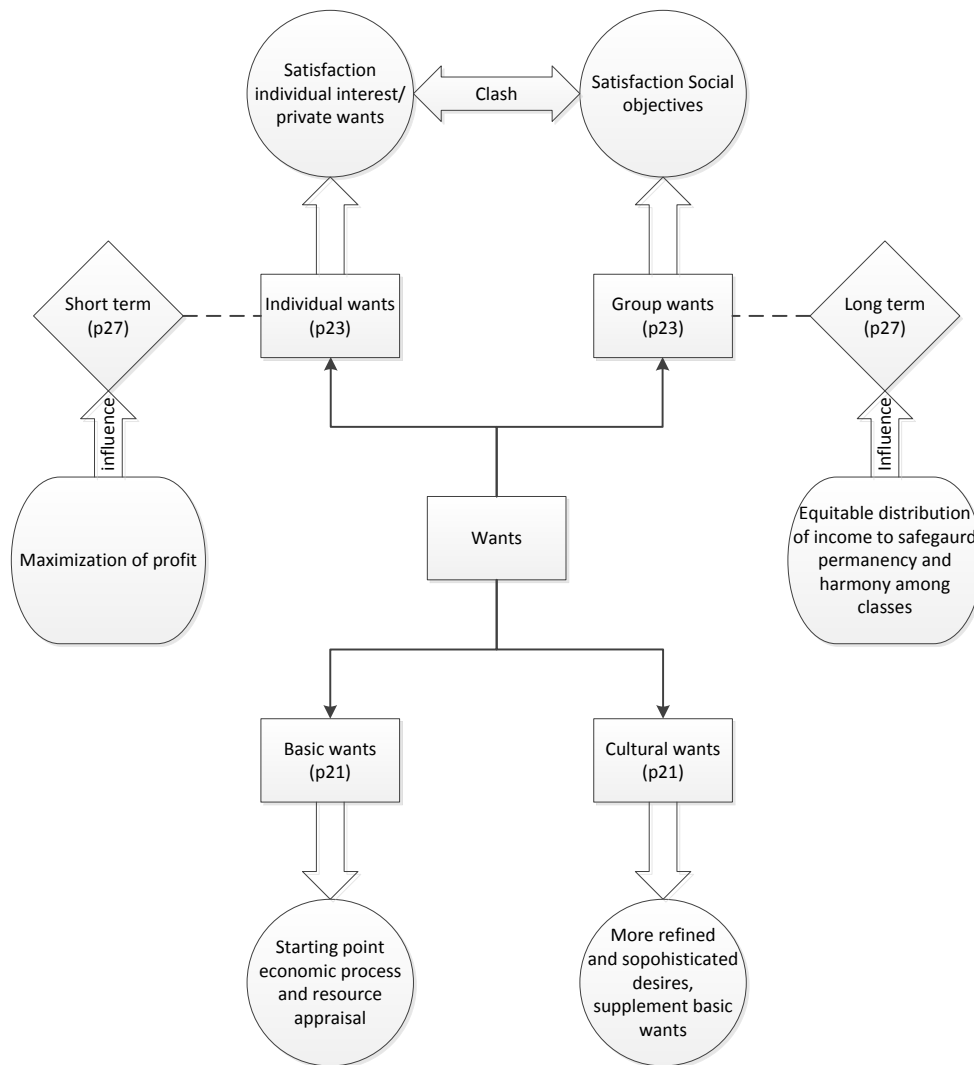 Satisfaction
individual interest/
private wants
Clash
Satisfaction Social
objectives
Short term
(p27)
Individual wants
(p23)
Group wants
(p23)
Long term
(p27)
influence
Influence
Maximization of profit
Wants
Equitable distribution
of income to safegaurd
permanency and
harmony among
classes
Basic wants
(p21)
Cultural wants
(p21)
Starting point
economic process
and resource
appraisal
More refined
and sopohisticated
desires,
supplement basic
wants